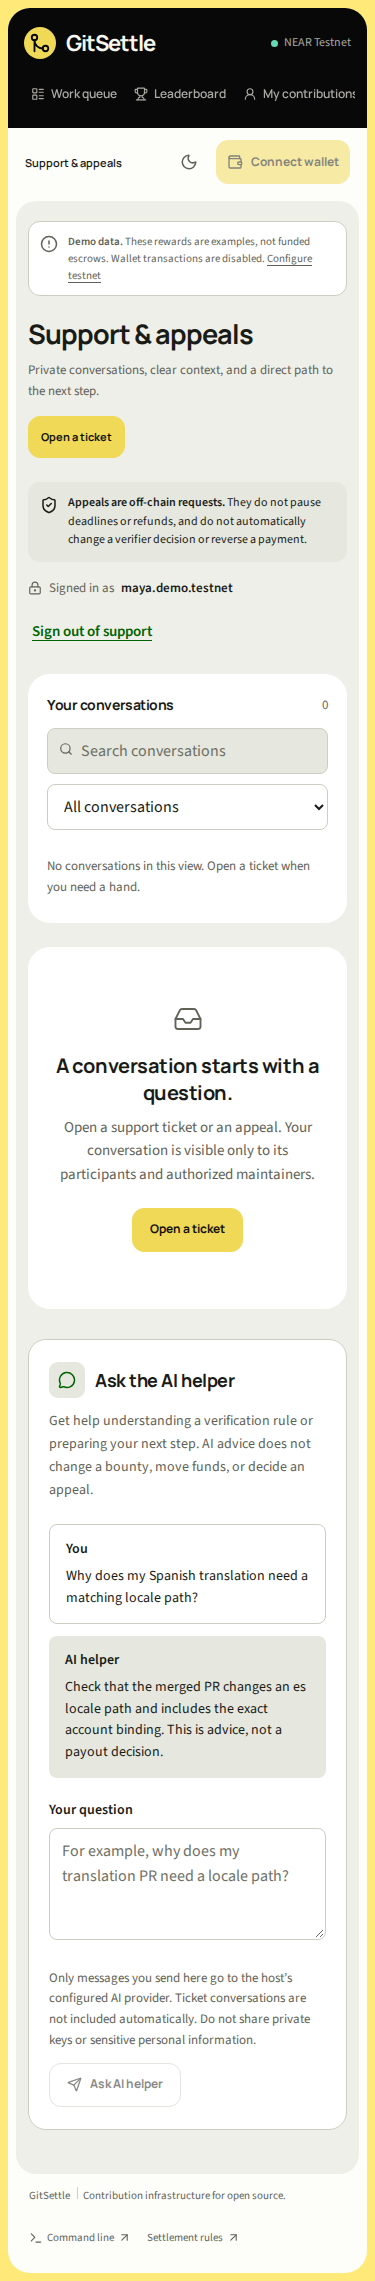 GitSettle
NEAR Testnet
Work queue
Leaderboard
My contributions
Support & appeals
Connect wallet
Demo data. These rewards are examples, not funded
escrows. Wallet transactions are disabled. Configure
testnet
Support & appeals
Private conversations, clear context, and a direct path to
the next step.
Open a ticket
Appeals are off-chain requests. They do not pause
deadlines or refunds, and do not automatically
change a verifier decision or reverse a payment.
Signed in as maya.demo.testnet
Sign out of support
Your conversations 0
Search conversations
All conversations
No conversations in this view. Open a ticket when
you need a hand.
A conversation starts with a
question.
Open a support ticket or an appeal. Your
conversation is visible only to its
participants and authorized maintainers.
Open a ticket
Ask the AI helper
Get help understanding a verification rule or
preparing your next step. AI advice does not
change a bounty, move funds, or decide an
appeal.
You
Why does my Spanish translation need a
matching locale path?
AI helper
Check that the merged PR changes an es
locale path and includes the exact
account binding. This is advice, not a
payout decision.
Your question
For example, why does my
translation PR need a locale path?
Only messages you send here go to the host's
configured AI provider. Ticket conversations are
not included automatically. Do not share private
keys or sensitive personal information.
Ask AI helper
GitSettle
Contribution infrastructure for open source.
Command line
Settlement rules